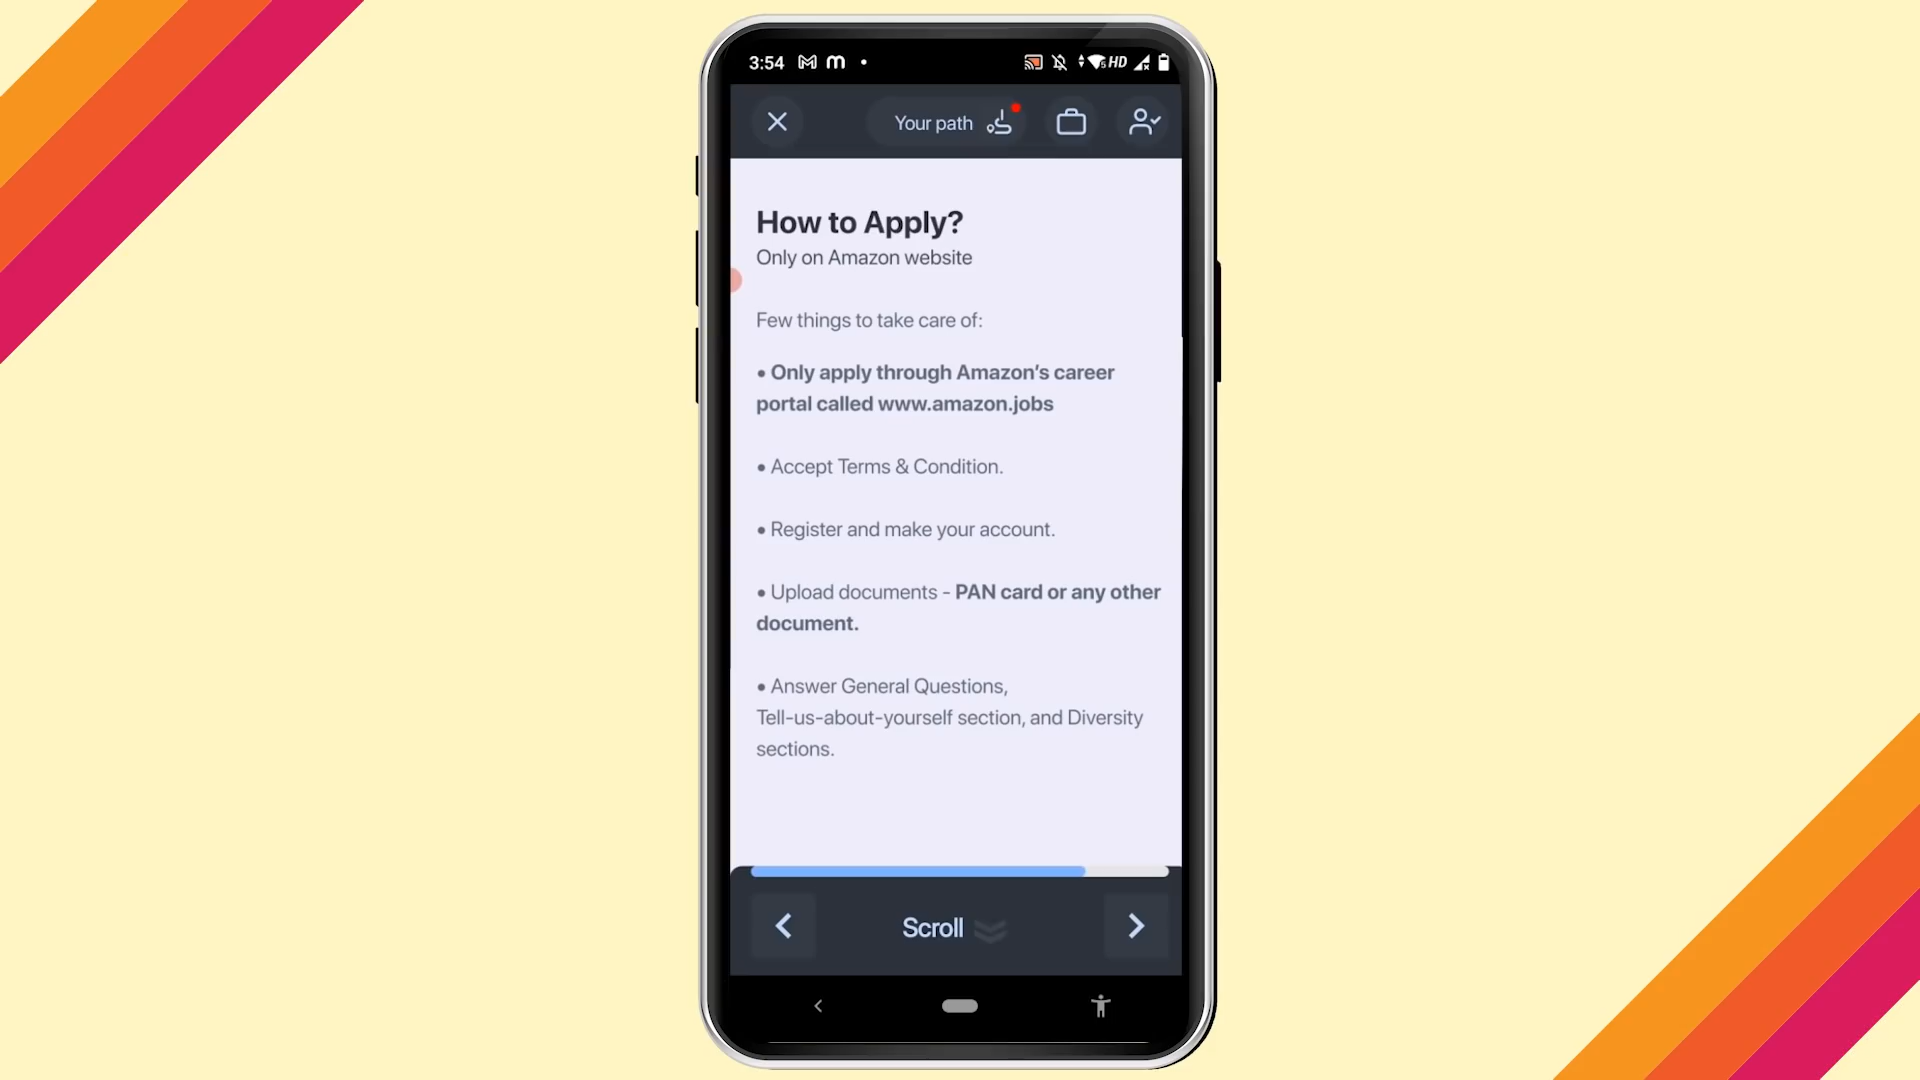 3:54
HD
Your path
How to Apply?
Only on Amazon website
Few things to take care of:
• Only apply through Amazon's career
portal called www.amazon.jobs
• Accept Terms & Condition.
• Register and make your account.
• Upload documents - PAN card or any other
document.
• Answer General Questions,
Tell-us-about-yourself section, and Diversity
sections.
Scroll